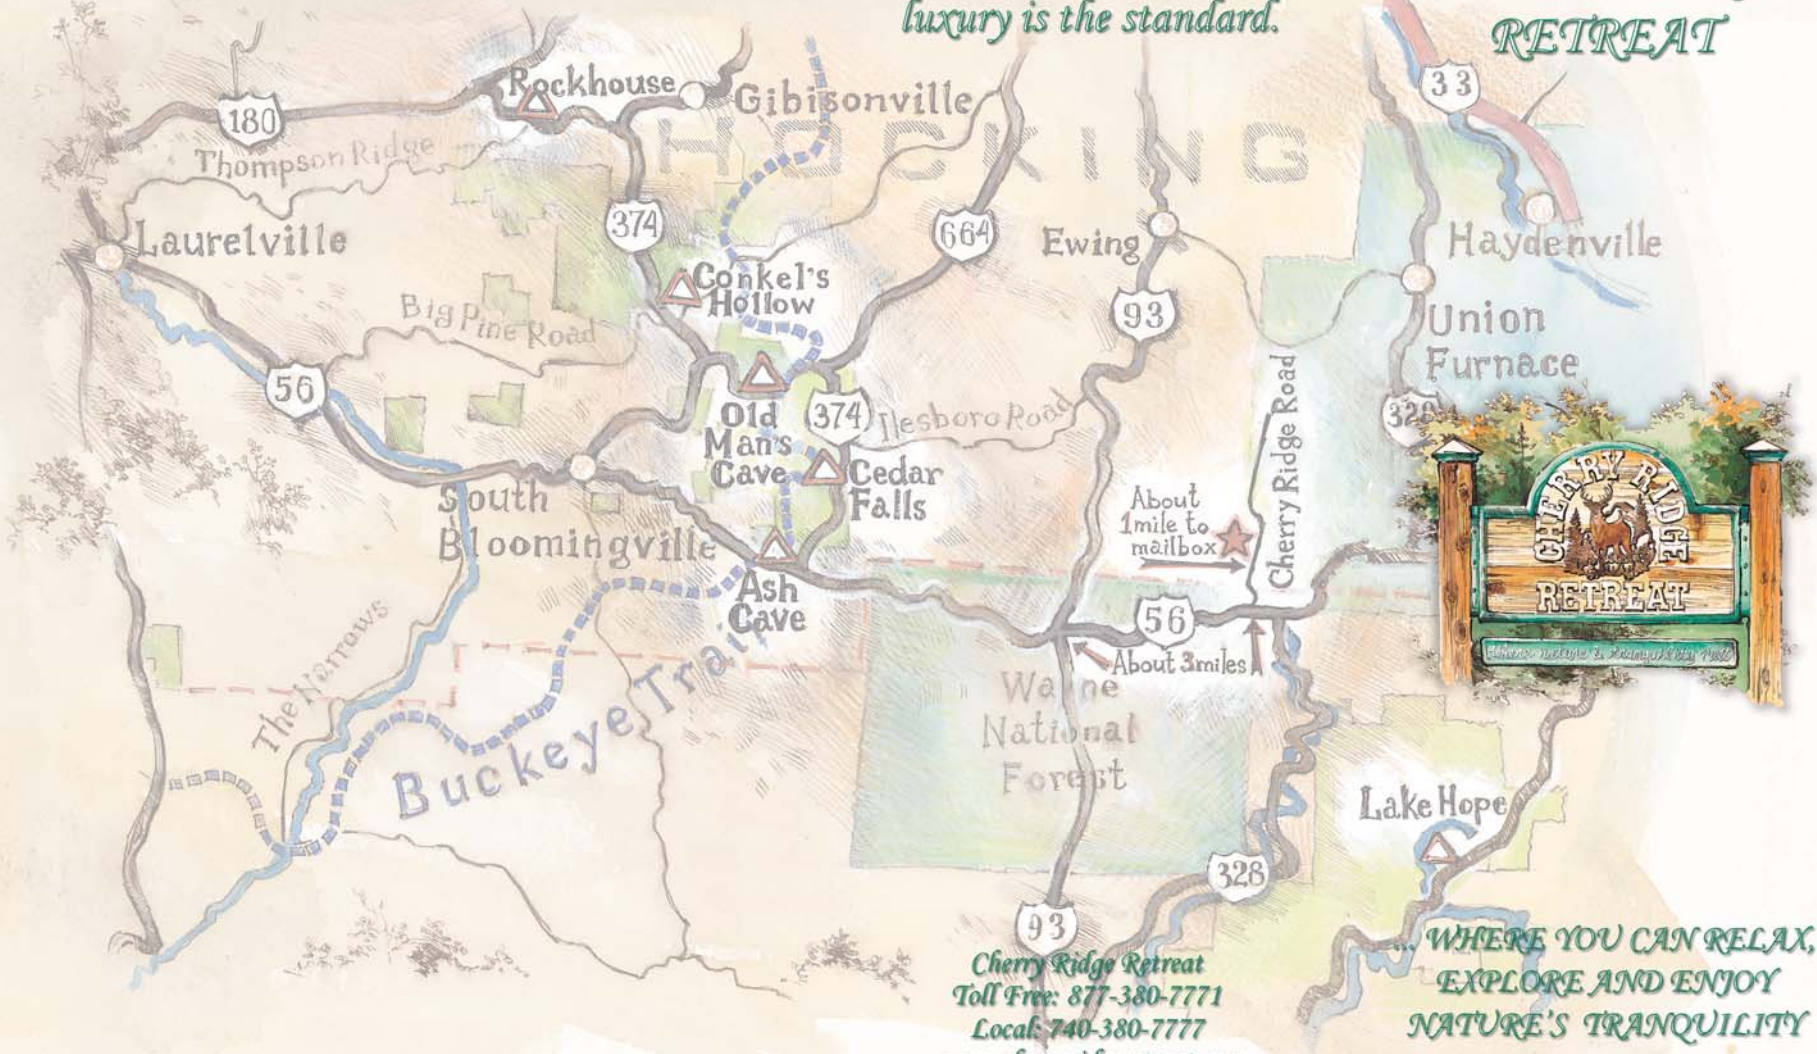 luxury is the standard.
RETREAT
33
Rockhouse
Gibisonville
180
HOCKING
Thompson Ridge
374
664
Laurelville
Ewing
Haydenville
Conkel's
Hollow
Big Pine Road
93
Union
Furnace
56
Old
Man's
Cave
374
Ilesboro Road
Cherry Ridge Road
Cedar
Falls
South
Bloomingville
About
1mile to
mailbox
CHERRY RIDGE
RETREAT
Ash
Cave
56
About 3miles
The Narrows
Buckeye Trail
Wayne
National
Forest
Lake Hope
328
93
Cherry Ridge Retreat
Toll Free: 877-380-7771
Local: 740-380-7777
... WHERE YOU CAN RELAX,
EXPLORE AND ENJOY
NATURE'S TRANQUILITY